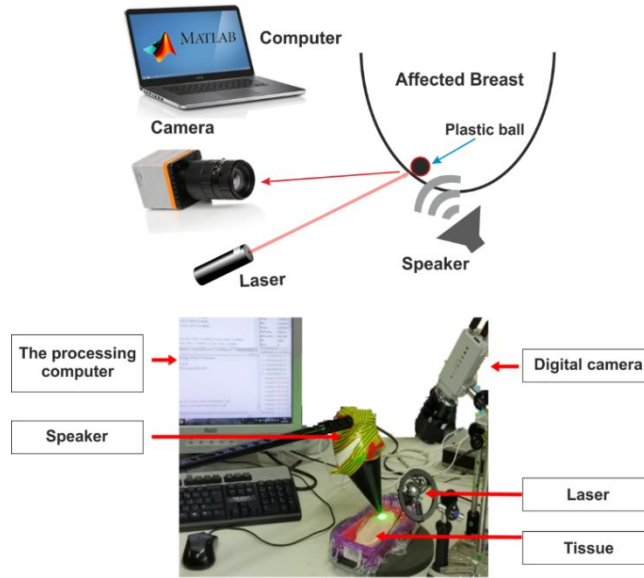 MATLAB
Computer
Affected Breast
Camera
Plastic ball
Laser
Speaker
The processing
computer
Digital camera
Speaker
Laser
Tissue